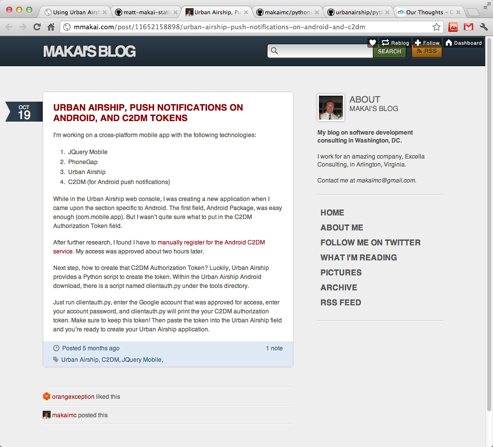 Using Urban Air
matt-makai-stati
Urban Airship, Pu
makaimc/python
urbanairship/pyt
Our Thoughts – E
mmakai.com/post/11652158898/urban-airship-push-notifications-on-android-and-c2dm
Reblog Follow Dashboard
MAKAI'S BLOG
SEARCH RSS
OCT
19
URBAN AIRSHIP, PUSH NOTIFICATIONS ON
ANDROID, AND C2DM TOKENS
I'm working on a cross-platform mobile app with the following technologies:
1. JQuery Mobile
2. PhoneGap
3. Urban Airship
4. C2DM (for Android push notifications)
While in the Urban Airship web console, I was creating a new application when I
came upon the section specific to Android. The first field, Android Package, was easy
enough (com.mobile.app). But I wasn't quite sure what to put in the C2DM
Authorization Token field.
After further research, I found I have to manually register for the Android C2DM
service. My access was approved about two hours later.
Next step, how to create that C2DM Authorization Token? Luckily, Urban Airship
provides a Python script to create the token. Within the Urban Airship Android
download, there is a script named clientauth.py under the tools directory.
Just run clientauth.py, enter the Google account that was approved for access, enter
your account password, and clientauth.py will print the your C2DM authorization
token. Make sure to keep this token! Then paste the token into the Urban Airship field
and you're ready to create your Urban Airship application.
Posted 5 months ago 1 note
Urban Airship, C2DM, JQuery Mobile,
orangexception liked this
makaimc posted this
ABOUT
MAKAI'S BLOG
My blog on software development
consulting in Washington, DC.
I work for an amazing company, Excella
Consulting, in Arlington, Virginia.
Contact me at makaimc@gmail.com.
HOME
ABOUT ME
FOLLOW ME ON TWITTER
WHAT I'M READING
PICTURES
ARCHIVE
RSS FEED